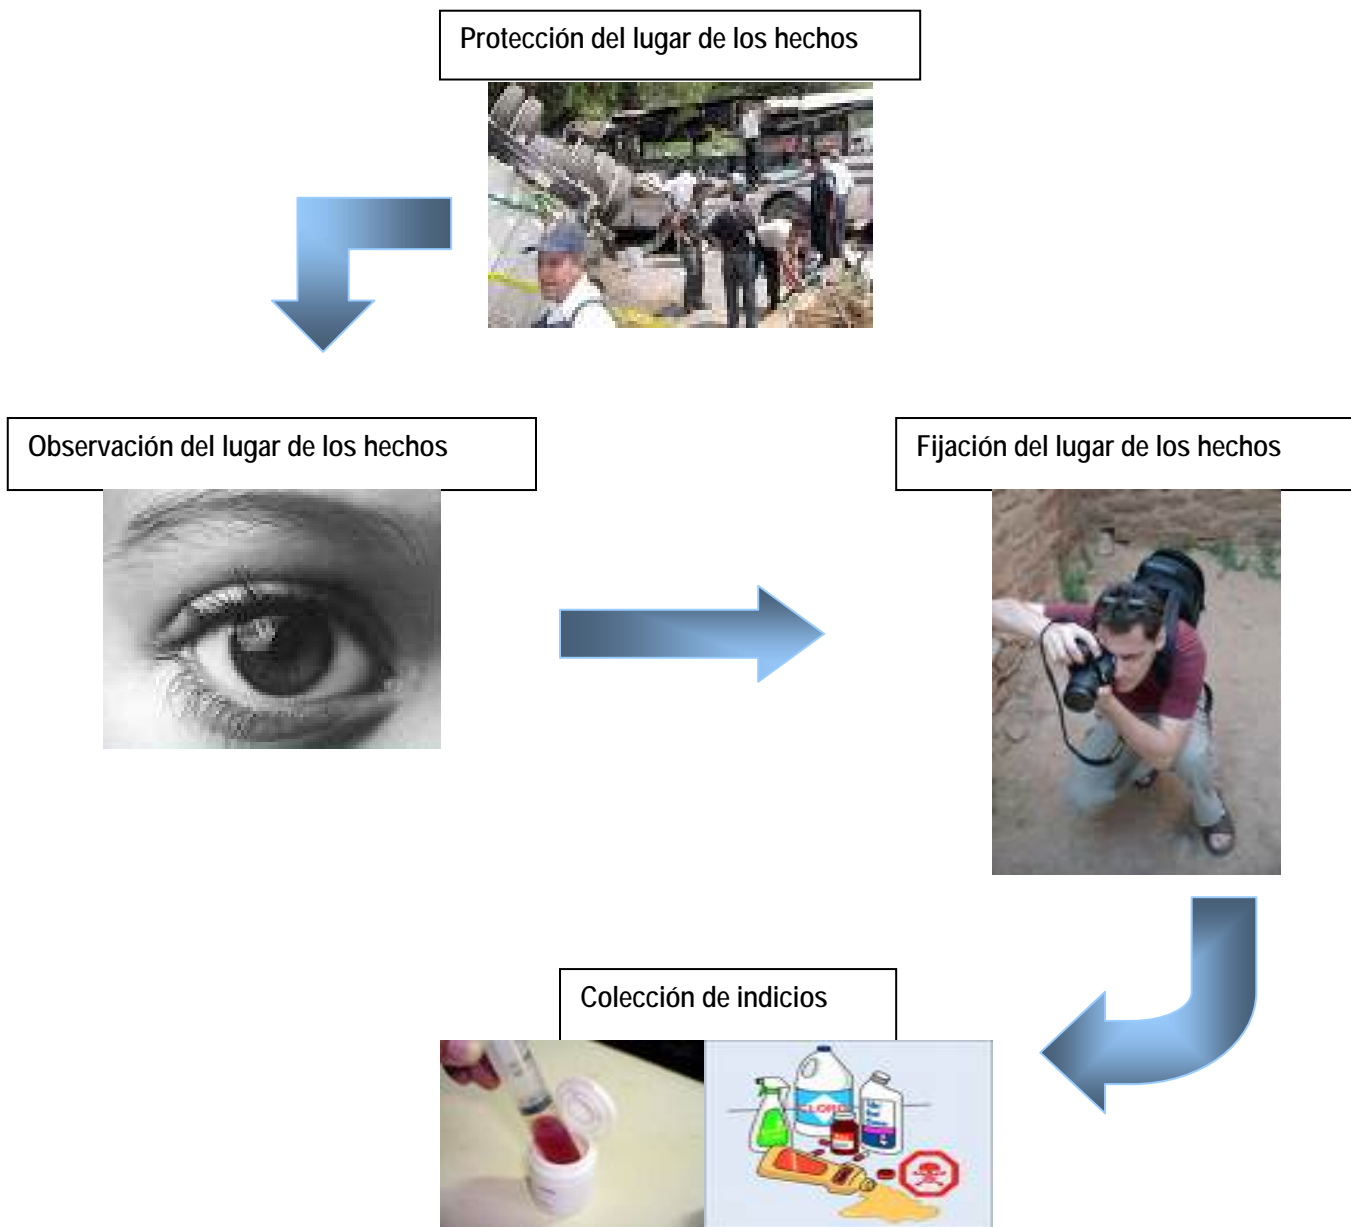 Protección del lugar de los hechos
Observación del lugar de los hechos
Fijación del lugar de los hechos
Colección de indicios
CLORO